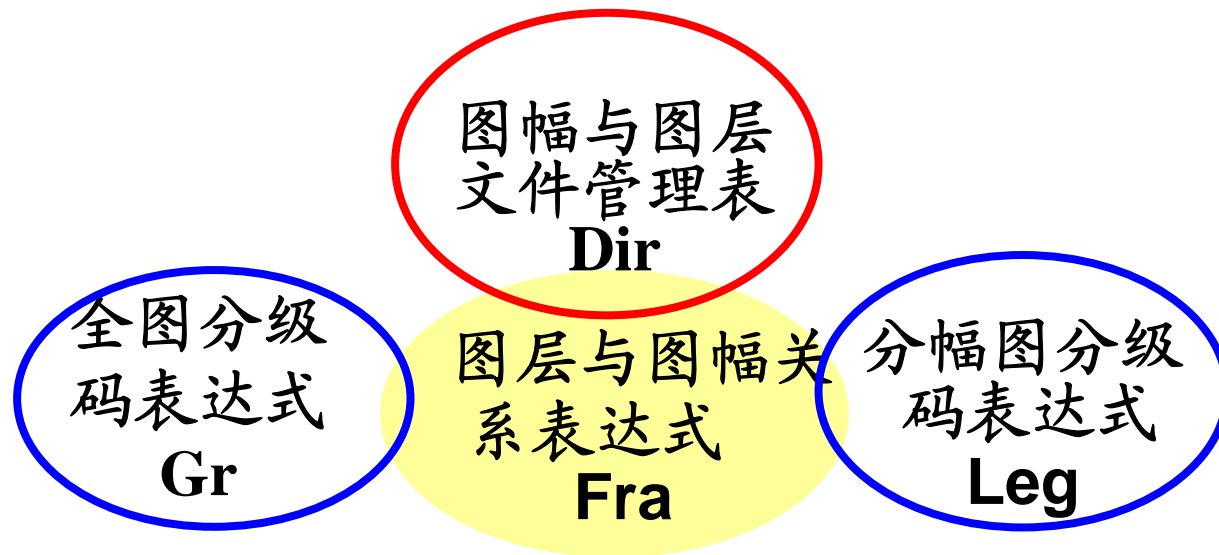 图幅与图层
文件管理表
Dir
全图分级
码表达式
Gr
图层与图幅关
系表达式
Fra
分幅图分级
码表达式
Leg